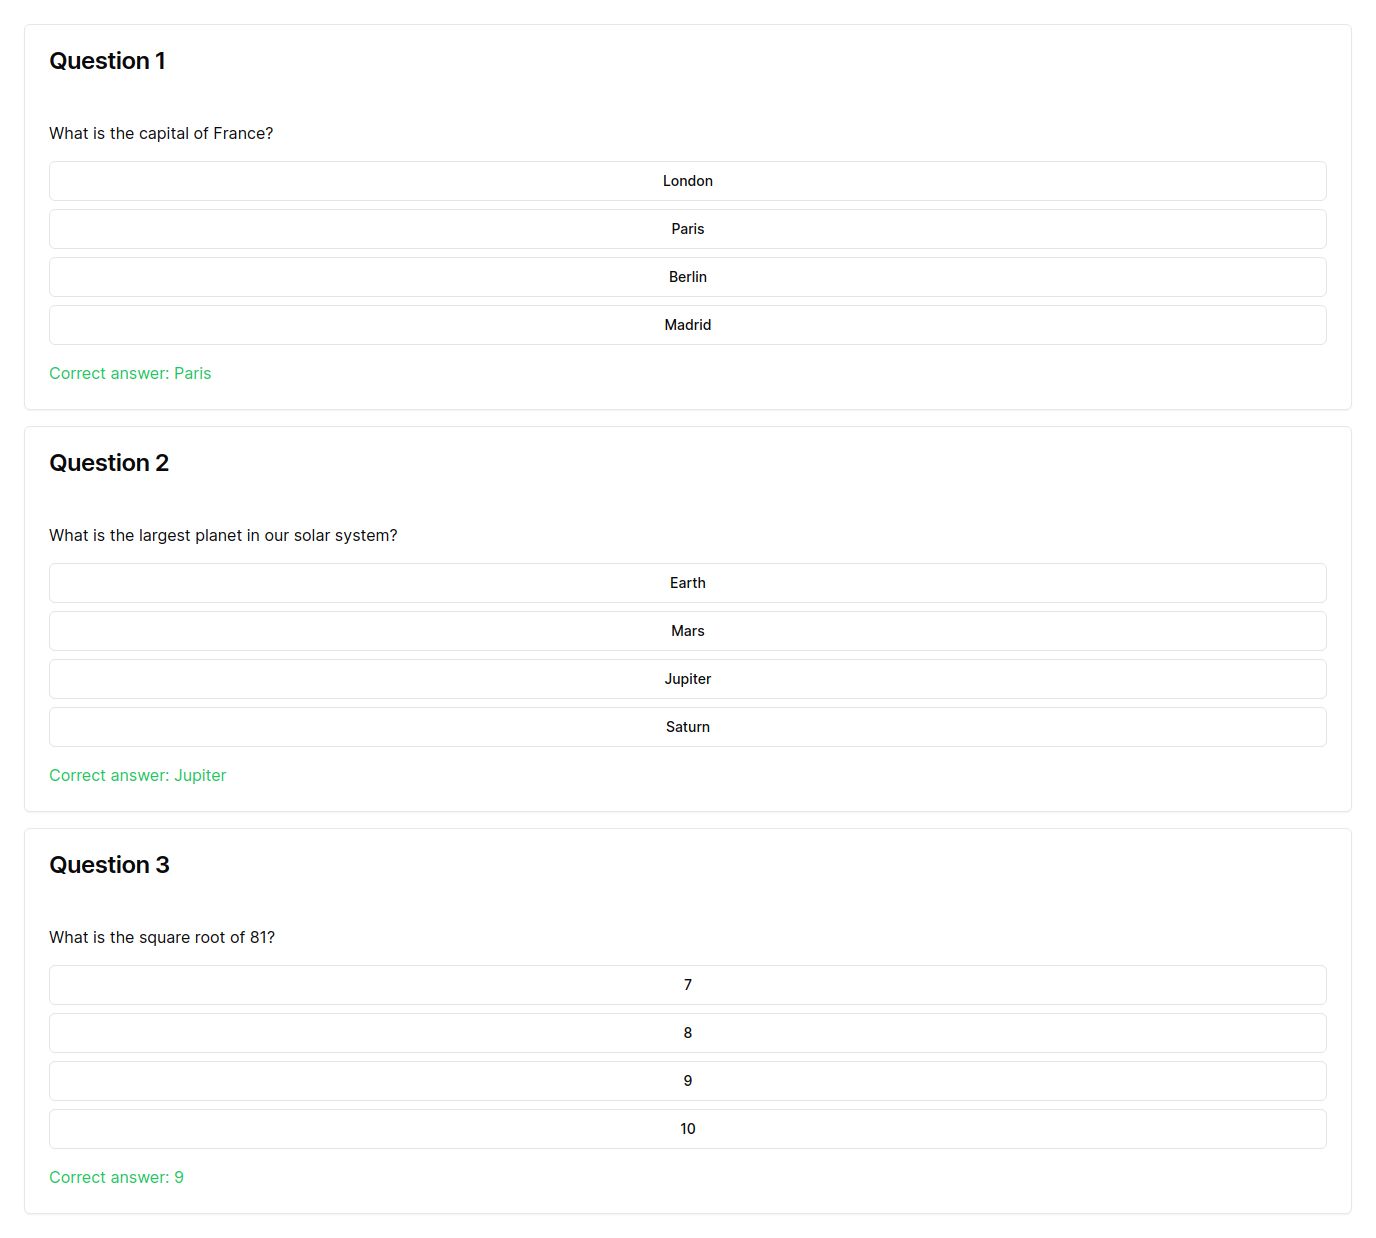 Question 1
What is the capital of France?
London
Paris
Berlin
Madrid
Correct answer: Paris
Question 2
What is the largest planet in our solar system?
Earth
Mars
Jupiter
Saturn
Correct answer: Jupiter
Question 3
What is the square root of 81?
7
8
9
10
Correct answer: 9